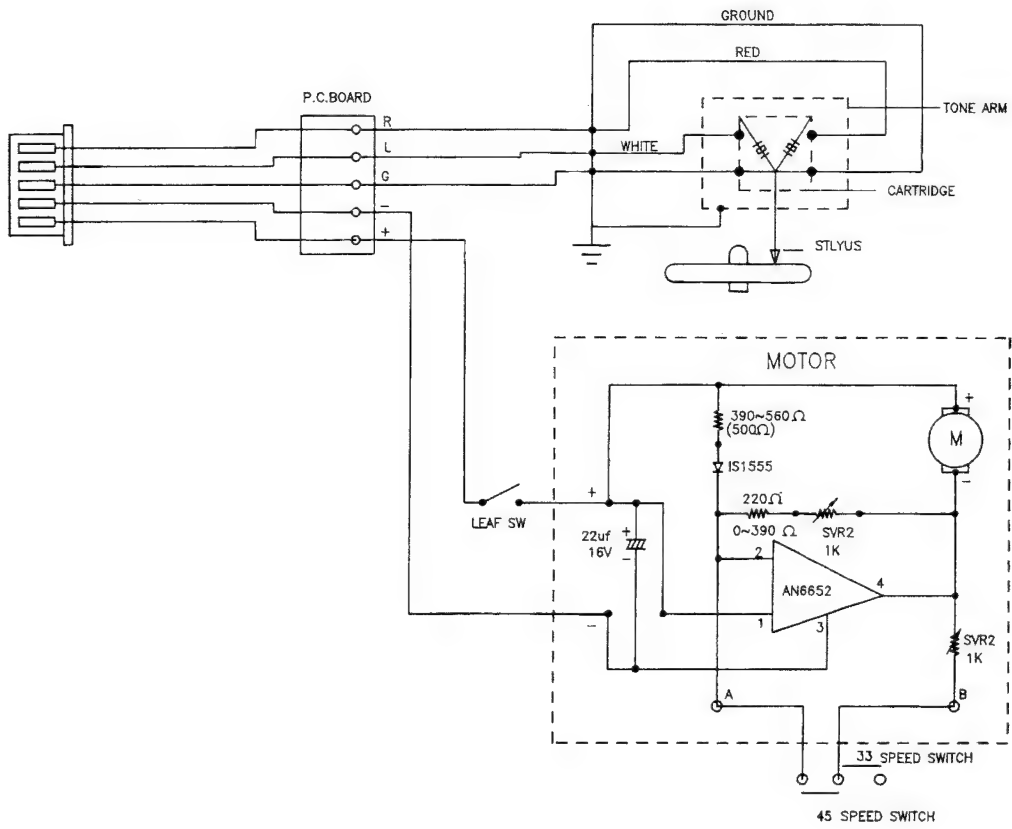 GROUND
RED
P.C.BOARD
TONE ARM
R
L
WHITE
G
CARTRIDGE
−
+
STLYUS
MOTOR
390~560Ω
(500Ω)
+
M
−
IS1555
220Ω
0~390 Ω
SVR2
1K
+
LEAF SW
22uf
16V
+
−
2
AN6652
4
1
3
−
SVR2
1K
A
B
33 SPEED SWITCH
45 SPEED SWITCH